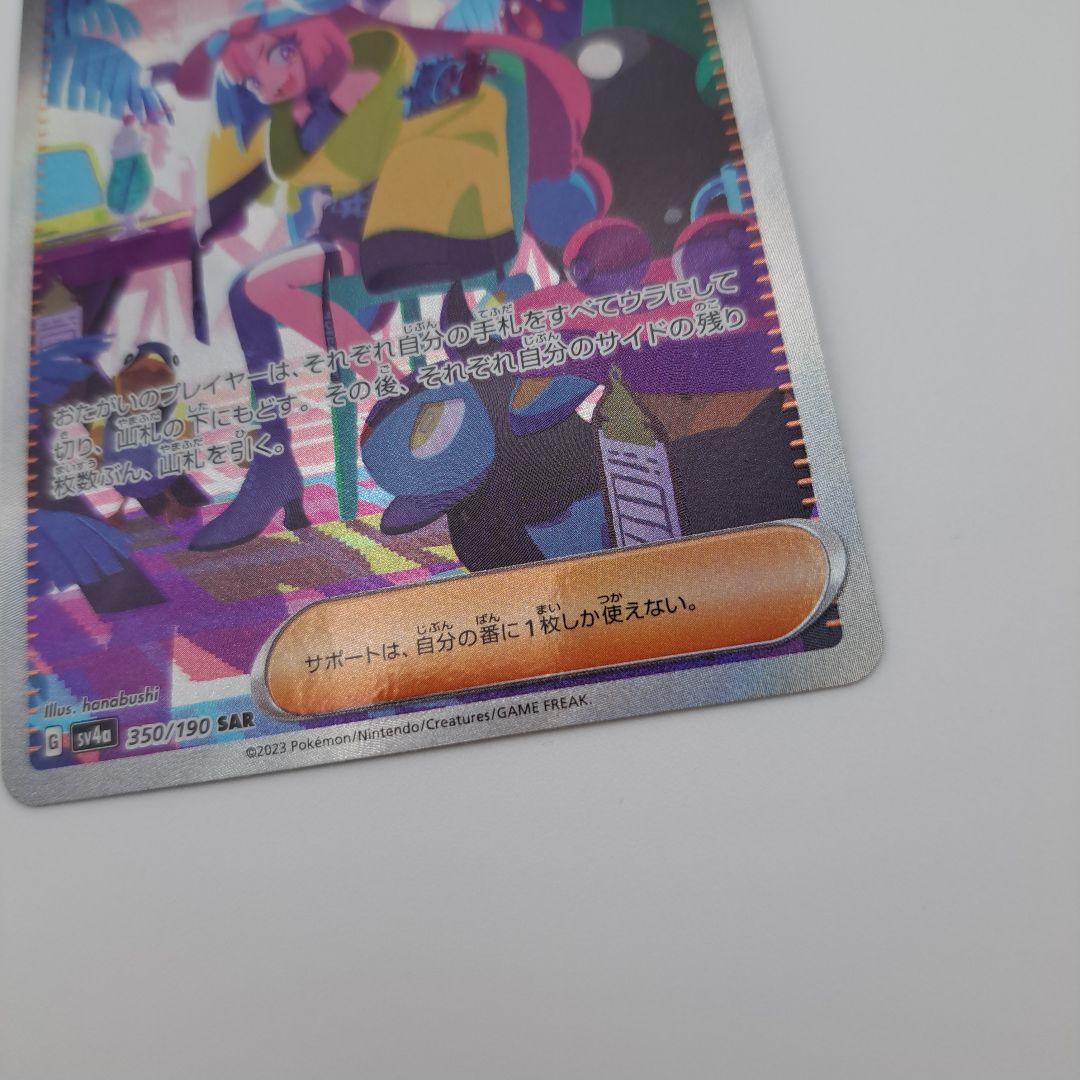 おたがいのプレイヤーは、それぞれ自分の手札をすべてウラにして
切り、山札の下にもどす。その後、それぞれ自分のサイドの残り
枚数ぶん、山札を引く。
サポートは、自分の番に1枚しか使えない。
Illus. hanabushi
G sv4a 350/190 SAR
©2023 Pokémon/Nintendo/Creatures/GAME FREAK.